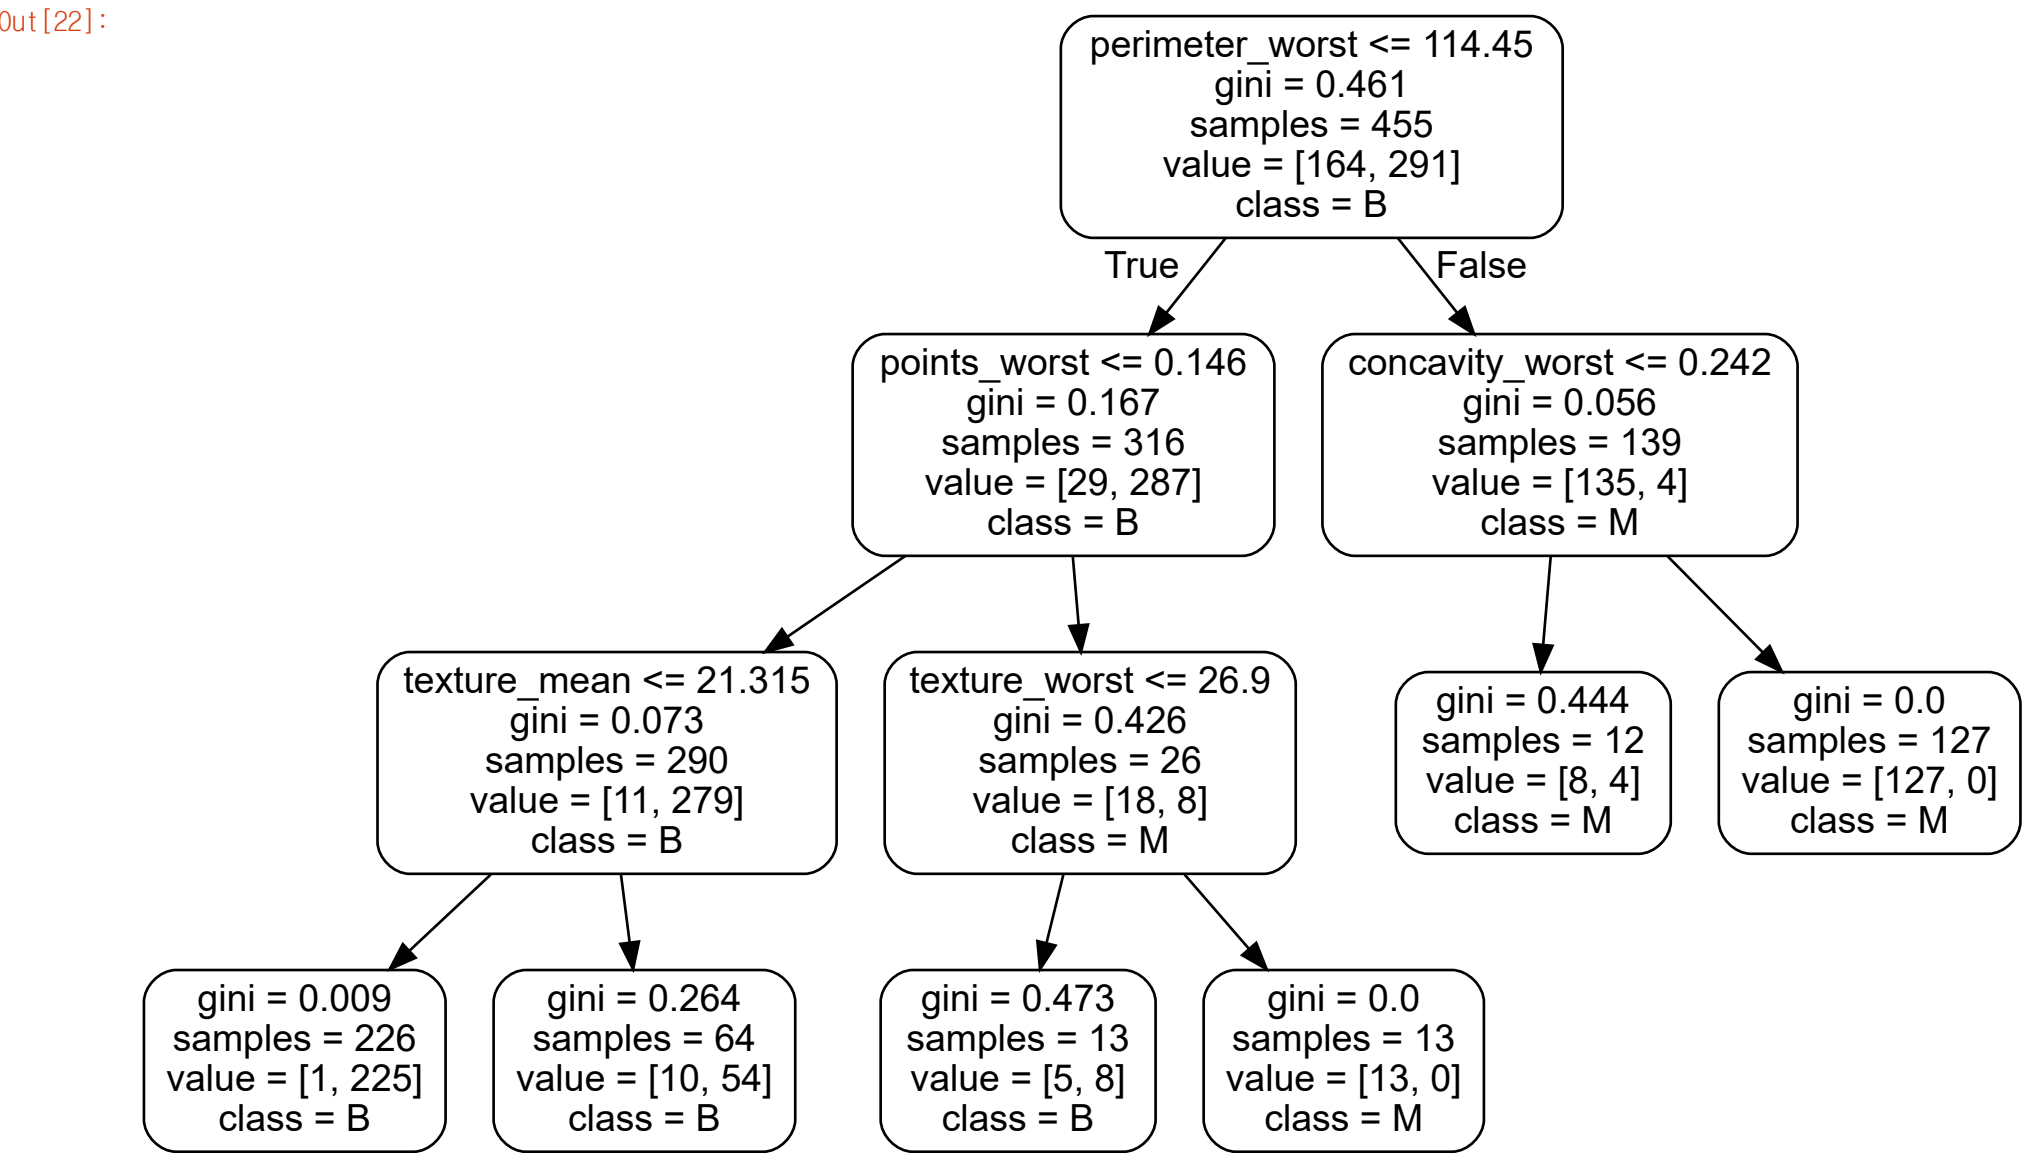 Out[22]:
perimeter_worst <= 114.45
gini = 0.461
samples = 455
value = [164, 291]
class = B
True
False
points_worst <= 0.146
gini = 0.167
samples = 316
value = [29, 287]
class = B
concavity_worst <= 0.242
gini = 0.056
samples = 139
value = [135, 4]
class = M
texture_mean <= 21.315
gini = 0.073
samples = 290
value = [11, 279]
class = B
texture_worst <= 26.9
gini = 0.426
samples = 26
value = [18, 8]
class = M
gini = 0.444
samples = 12
value = [8, 4]
class = M
gini = 0.0
samples = 127
value = [127, 0]
class = M
gini = 0.009
samples = 226
value = [1, 225]
class = B
gini = 0.264
samples = 64
value = [10, 54]
class = B
gini = 0.473
samples = 13
value = [5, 8]
class = B
gini = 0.0
samples = 13
value = [13, 0]
class = M